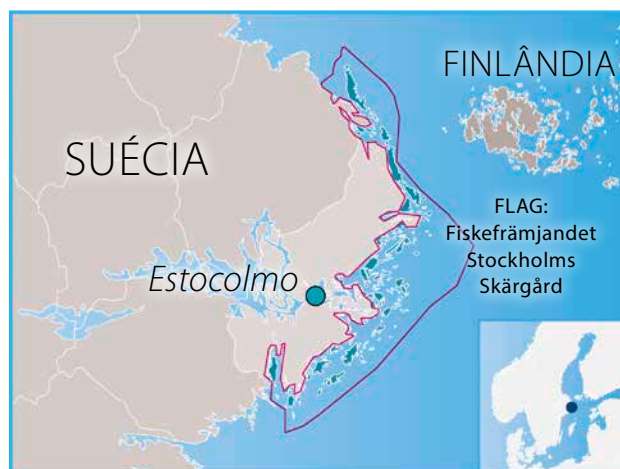 FINLÂNDIA
SUÉCIA
FLAG:
Fiskefrämjandet
Stockholms
Skärgård
Estocolmo